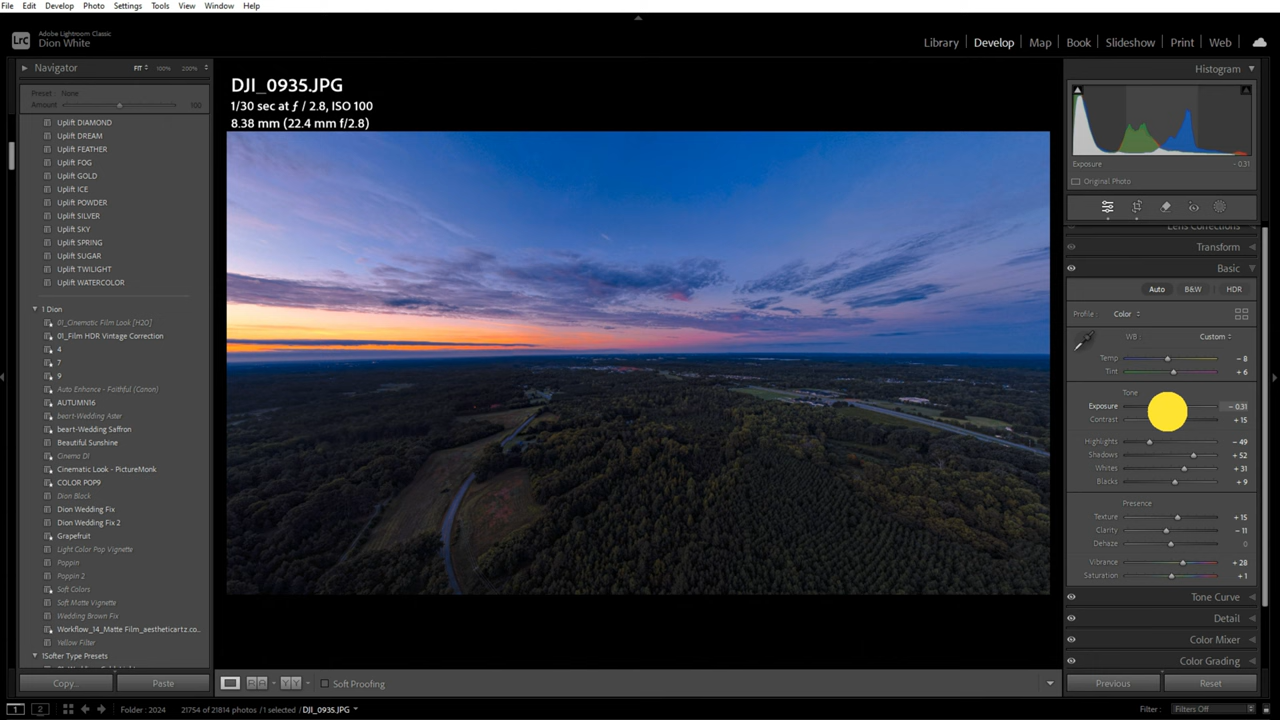 File Edit Develop Photo Settings Tools View Window Help
LrC Adobe Lightroom Classic
Dion White
Library Develop Map Book Slideshow Print Web
Navigator FIT 100% 200%
Preset: None
Amount 100
Uplift DIAMOND
Uplift DREAM
Uplift FEATHER
Uplift FOG
Uplift GOLD
Uplift ICE
Uplift POWDER
Uplift SILVER
Uplift SKY
Uplift SPRING
Uplift SUGAR
Uplift TWILIGHT
Uplift WATERCOLOR
1 Dion
01_Cinematic Film Look [H2O]
01_Film HDR Vintage Correction
4
7
9
Auto Enhance - Faithful (Canon)
AUTUMN16
beart-Wedding Aster
beart-Wedding Saffron
Beautiful Sunshine
Cinema DI
Cinematic Look - PictureMonk
COLOR POP9
Dion Black
Dion Wedding Fix
Dion Wedding Fix 2
Grapefruit
Light Color Pop Vignette
Poppin
Poppin 2
Soft Colors
Soft Matte Vignette
Wedding Brown Fix
Workflow_14_Matte Film_aestheticartz.co...
Yellow Filter
1Softer Type Presets
Copy... Paste
DJI_0935.JPG
1/30 sec at ƒ / 2.8, ISO 100
8.38 mm (22.4 mm f/2.8)
Soft Proofing
Histogram
Exposure - 0.31
Original Photo
Lens Corrections
Transform
Basic
Auto B&W HDR
Profile: Color
WB: Custom
Temp - 8
Tint + 6
Tone
Exposure - 0.31
Contrast + 15
Highlights - 49
Shadows + 52
Whites + 31
Blacks + 9
Presence
Texture + 15
Clarity - 11
Dehaze 0
Vibrance + 28
Saturation + 1
Tone Curve
Detail
Color Mixer
Color Grading
Previous Reset
1 2 Folder : 2024 21754 of 21814 photos / 1 selected / DJI_0935.JPG Filter : Filters Off